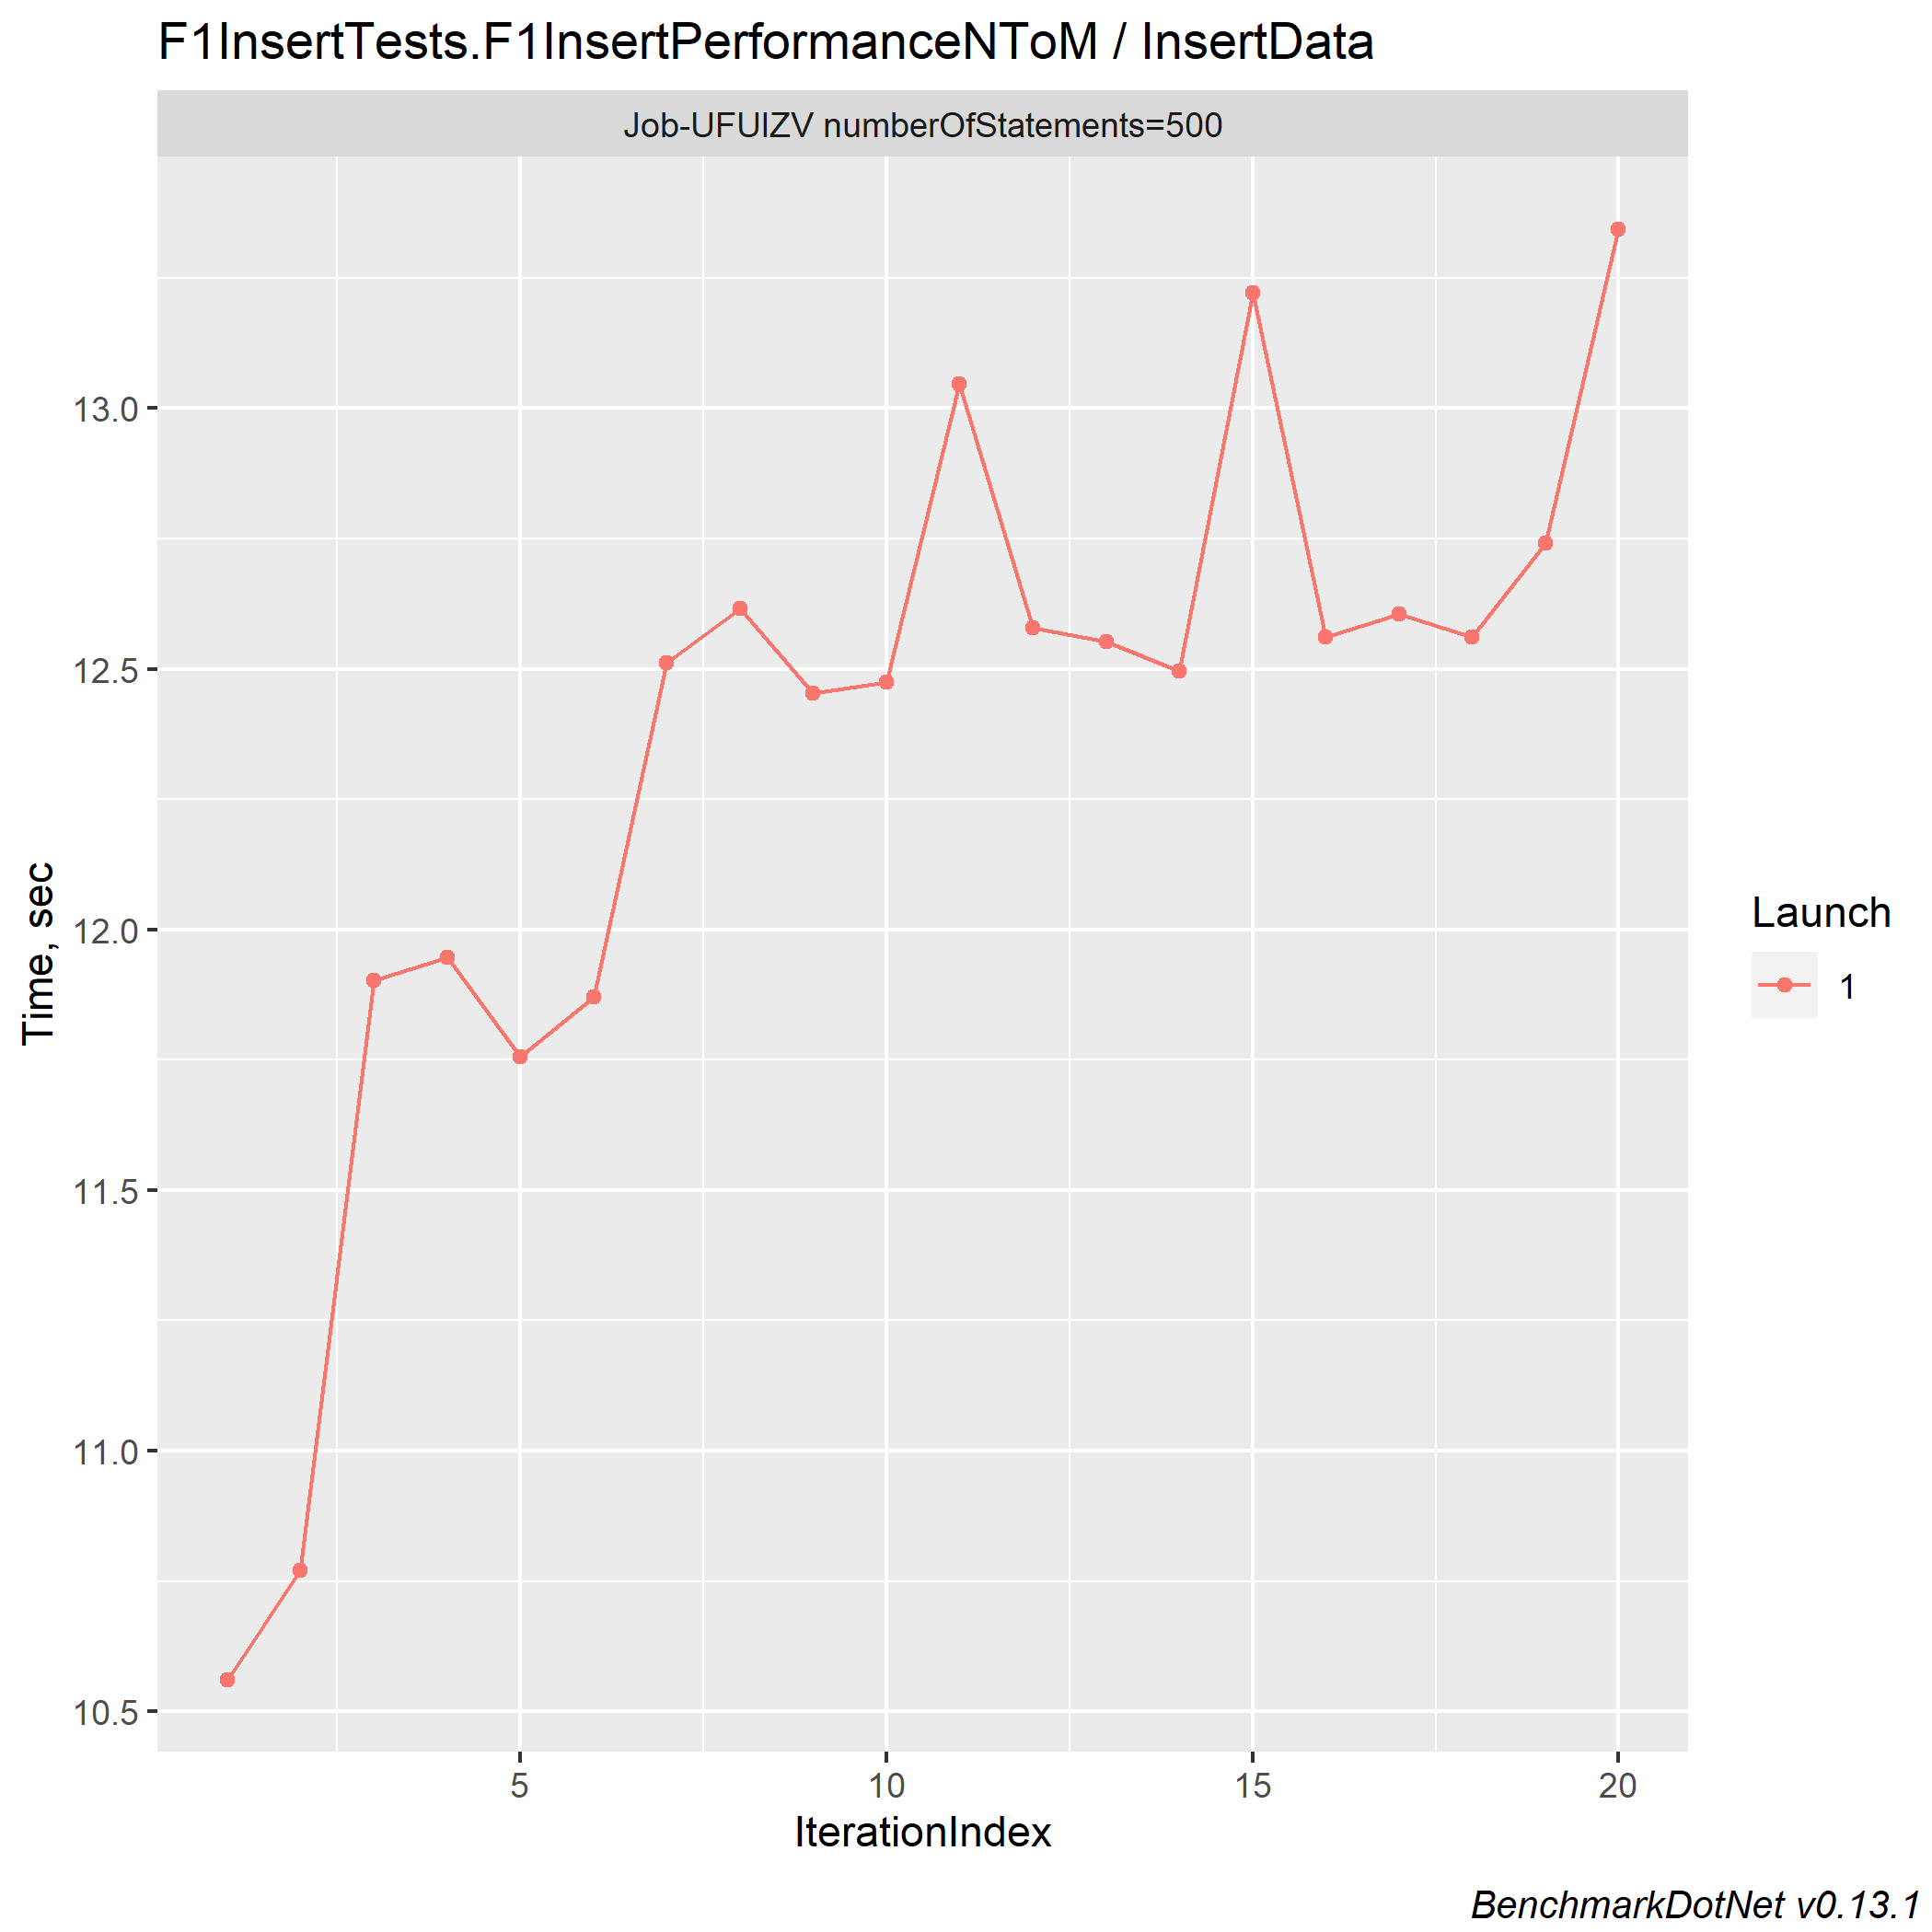 F1InsertTests.F1InsertPerformanceNToM / InsertData
Job-UFUIZV numberOfStatements=500
13.0
12.5
12.0
11.5
11.0
10.5
Time, sec
5 10 15 20
IterationIndex
Launch
1
BenchmarkDotNet v0.13.1